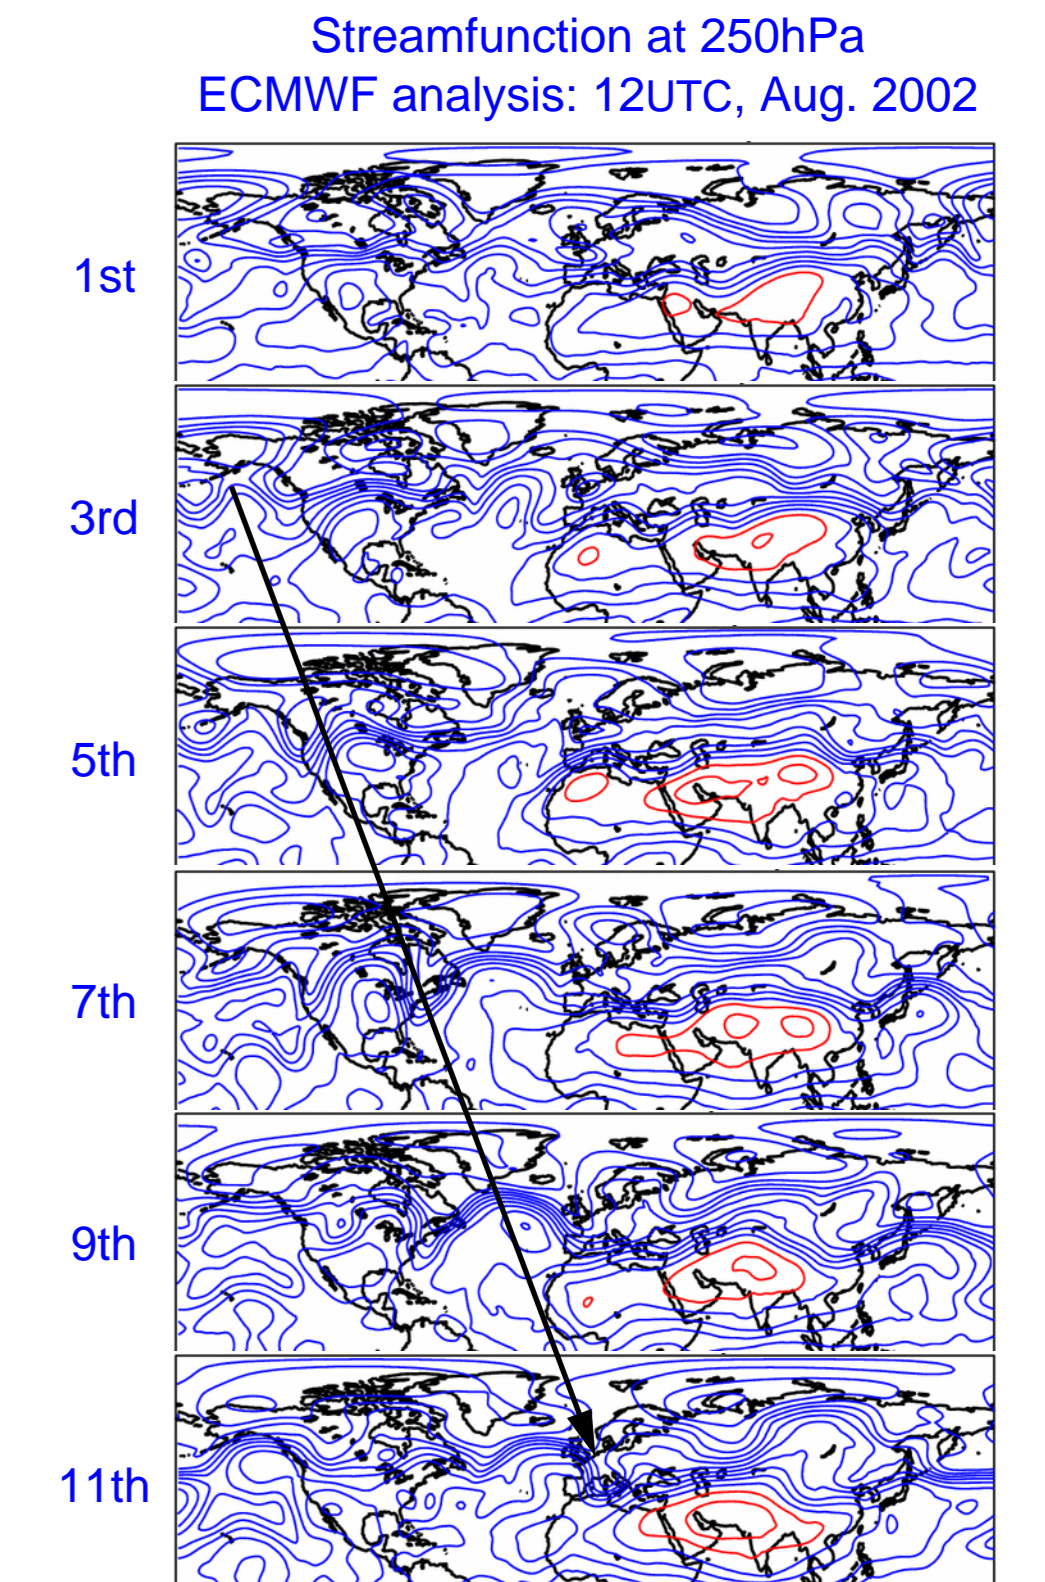 Streamfunction at 250hPa
ECMWF analysis: 12UTC, Aug. 2002
1st
3rd
5th
7th
9th
11th